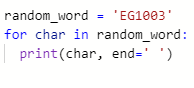 random_word = 'EG1003'
for char in random_word:
  print(char, end=' ')